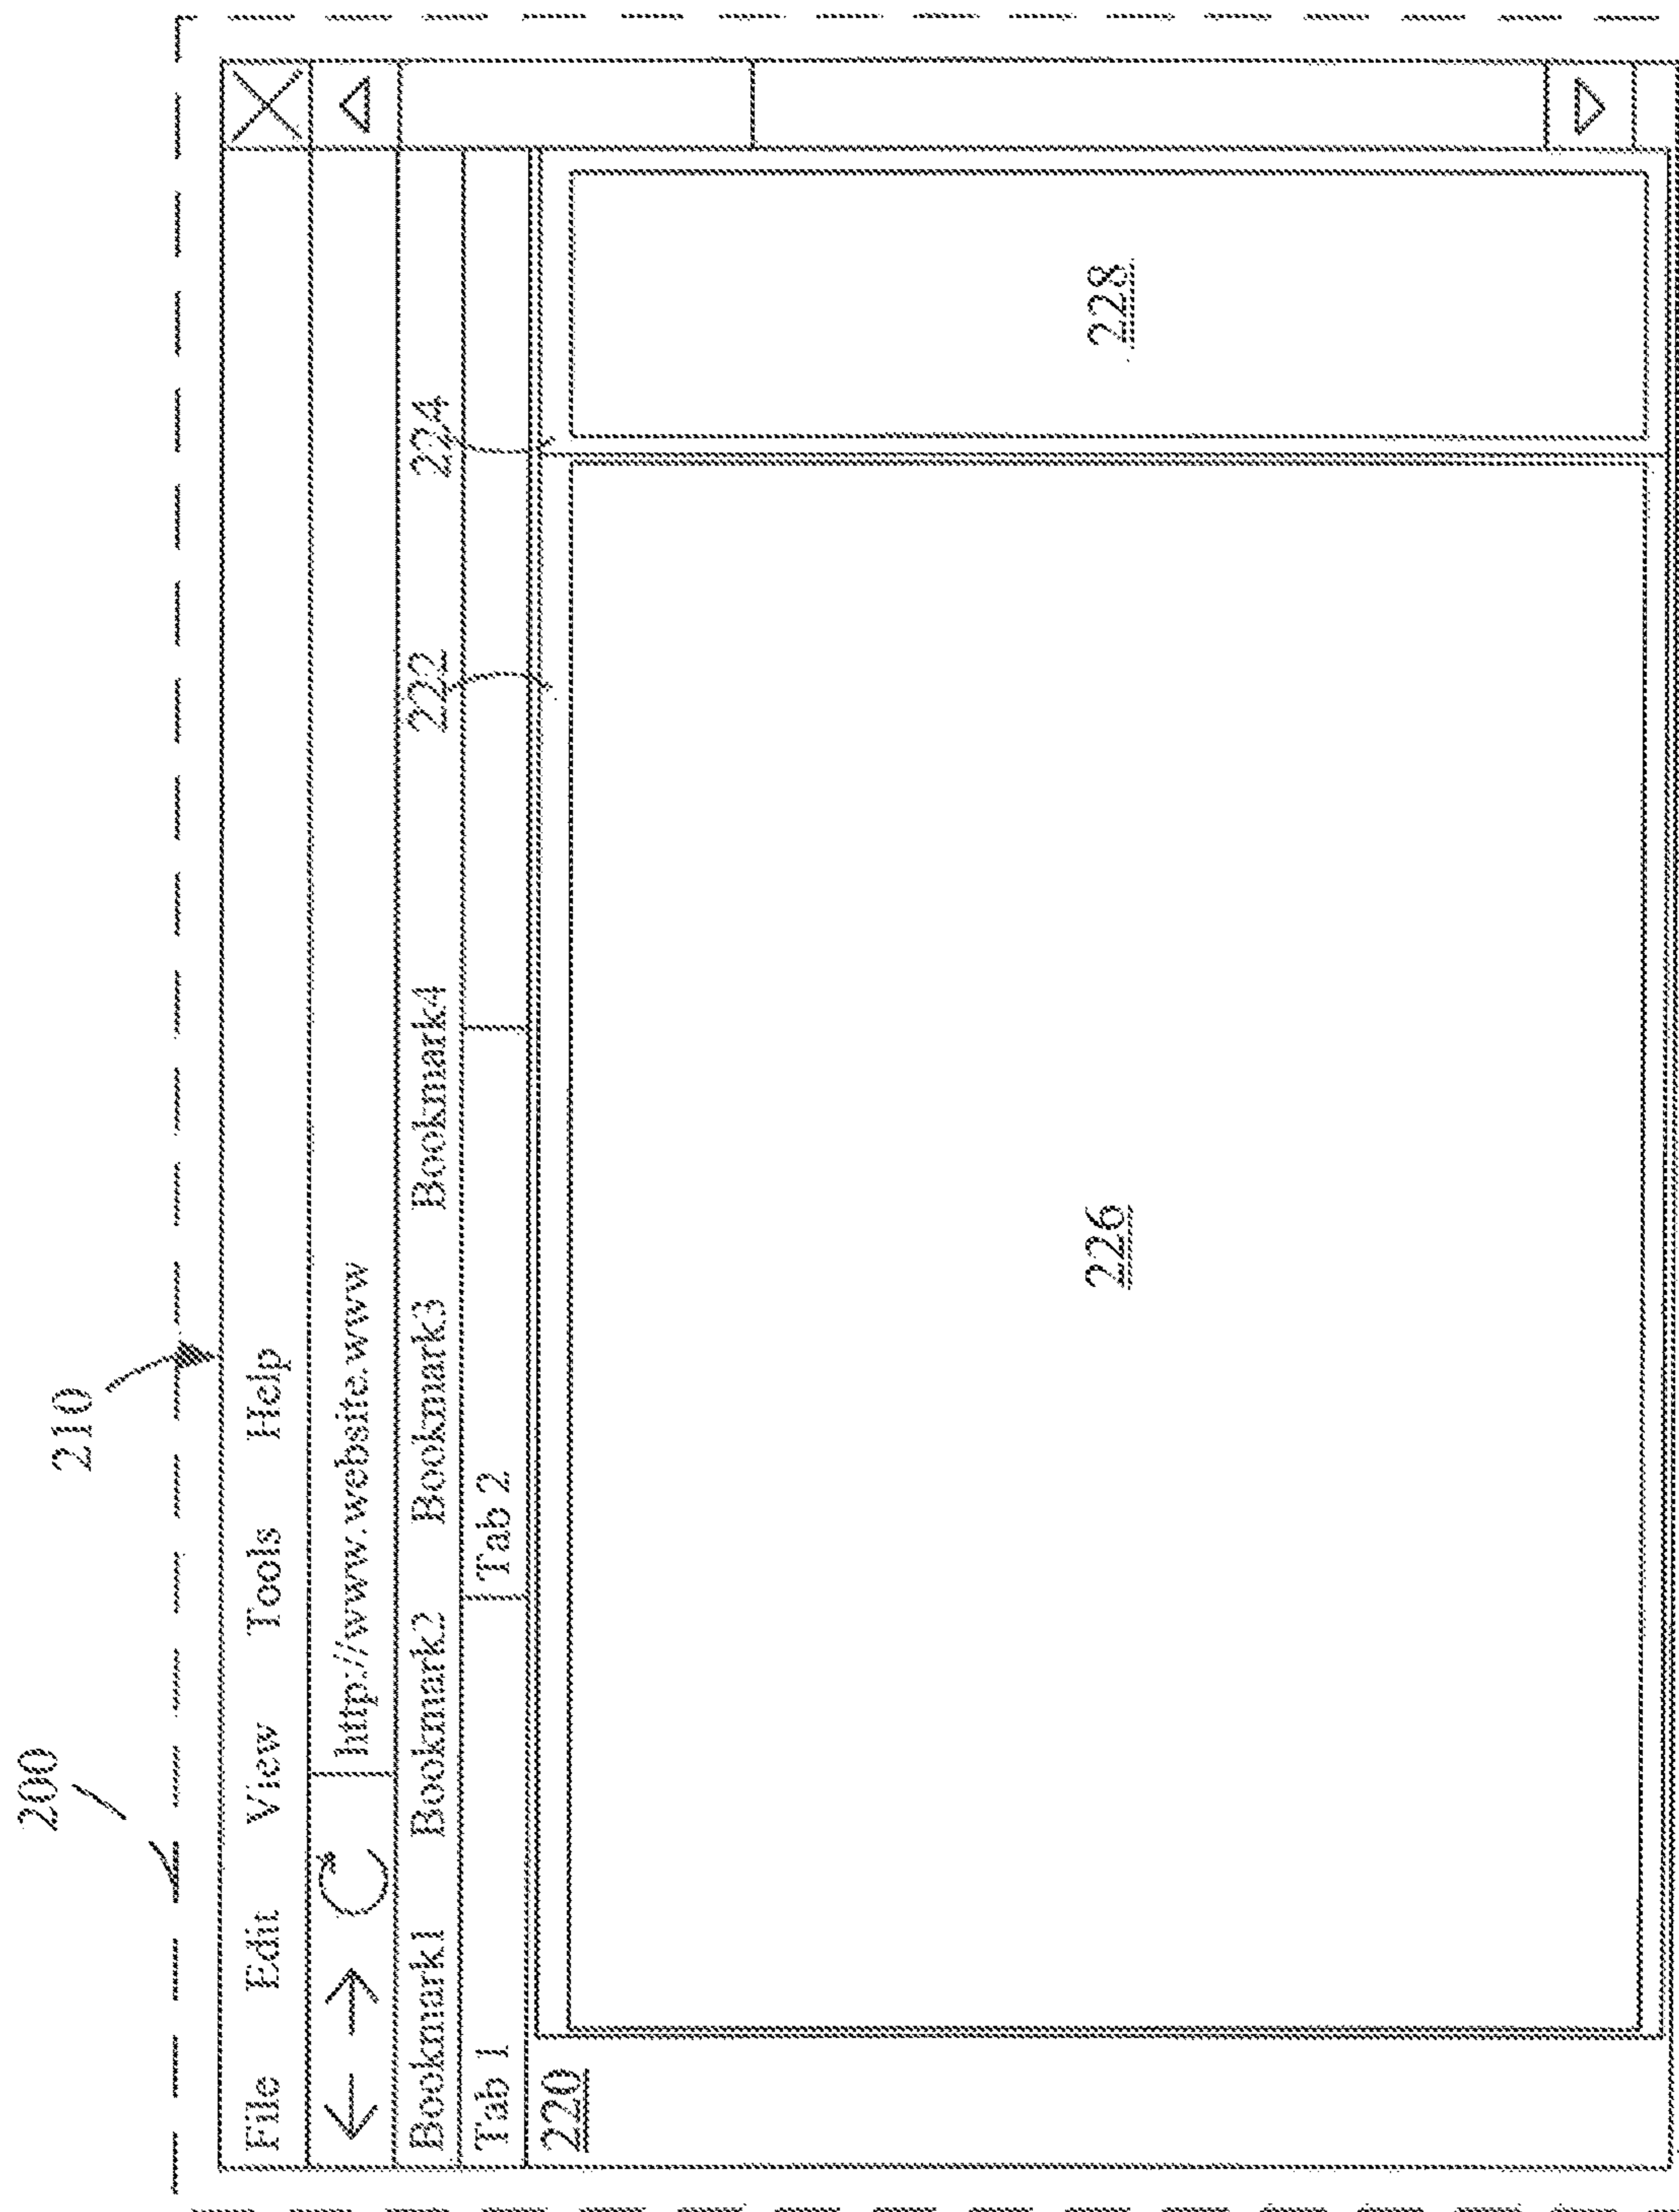 200
210
File Edit View Tools Help
http://www.website.www
Bookmark1 Bookmark2 Bookmark3 Bookmark4 222 224
Tab 1 Tab 2
220
226 228